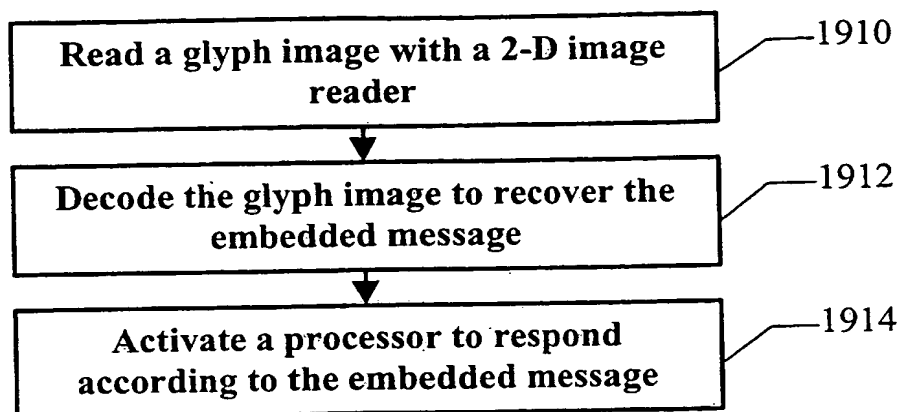 Read a glyph image with a 2-D image
reader
1910
Decode the glyph image to recover the
embedded message
1912
Activate a processor to respond
according to the embedded message
1914